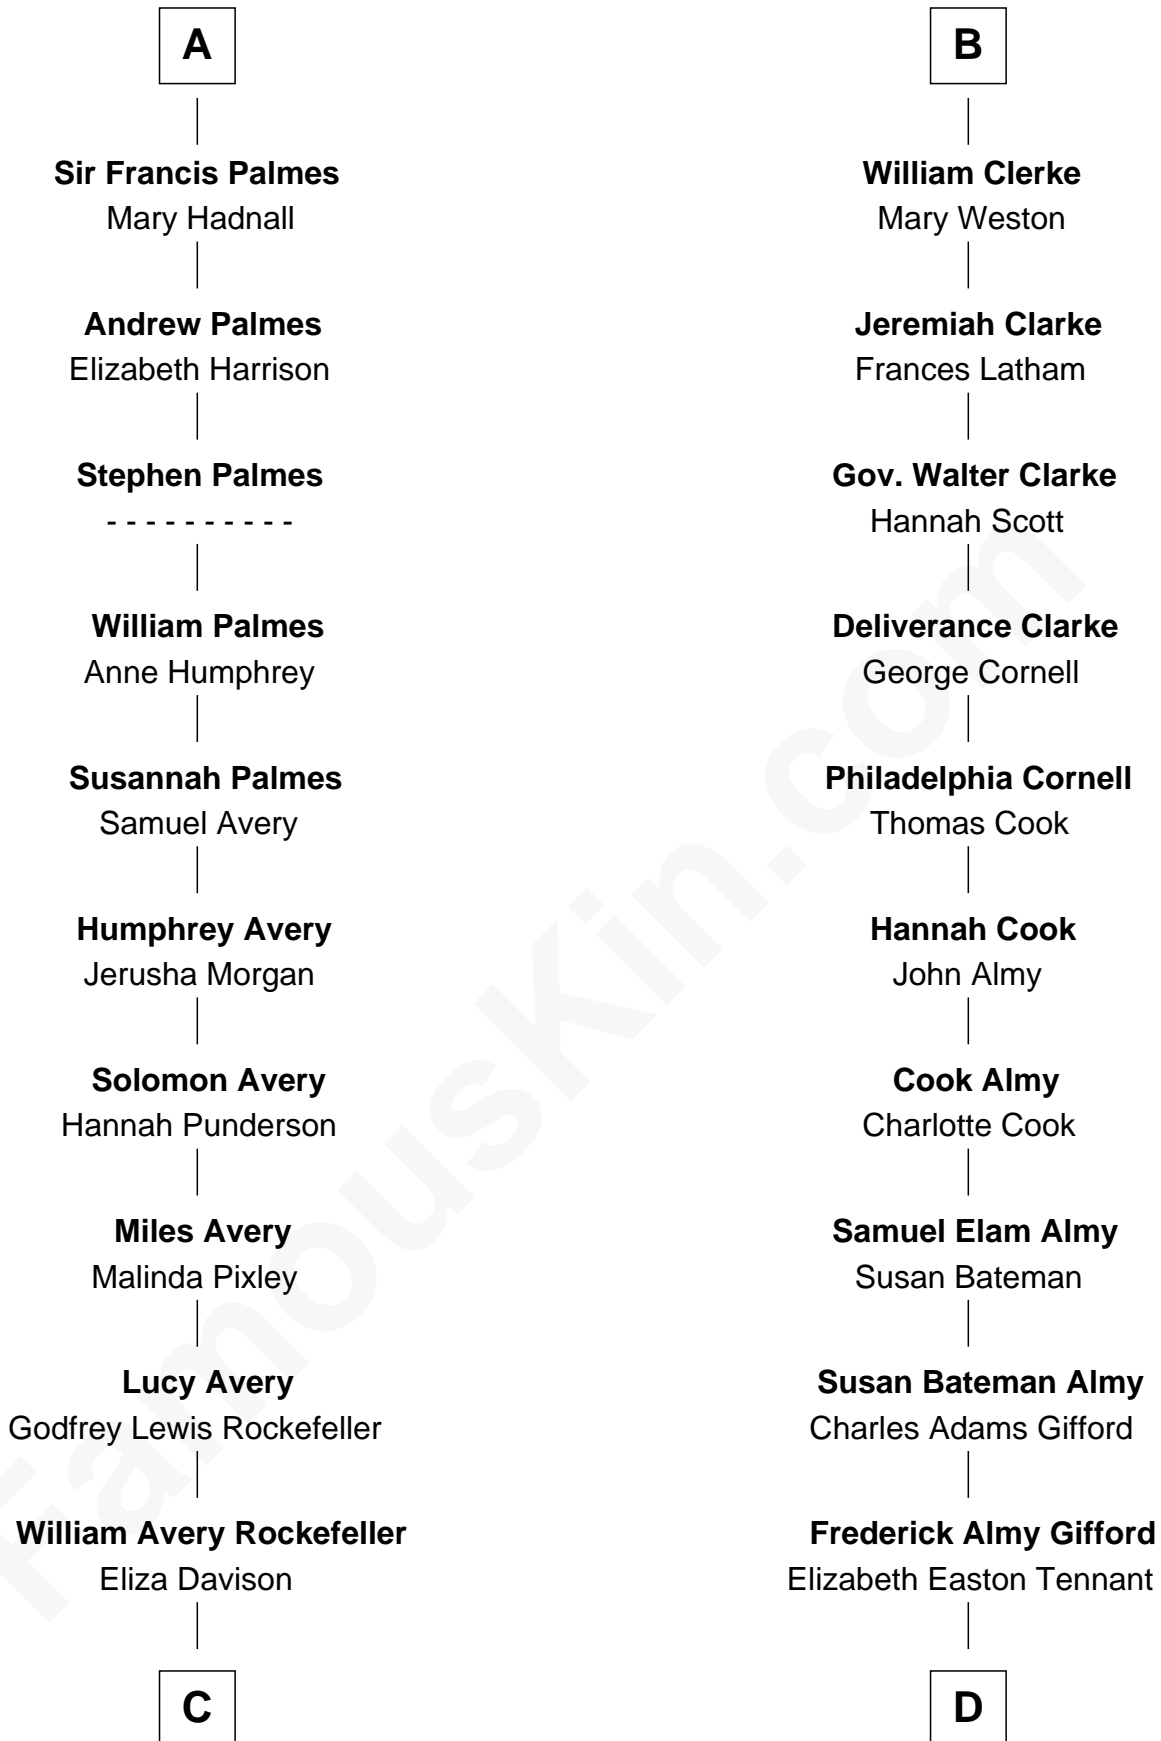 A
Sir Francis Palmes
Mary Hadnall
Andrew Palmes
Elizabeth Harrison
Stephen Palmes
- - - - - - - - - -
William Palmes
Anne Humphrey
Susannah Palmes
Samuel Avery
Humphrey Avery
Jerusha Morgan
Solomon Avery
Hannah Punderson
Miles Avery
Malinda Pixley
Lucy Avery
Godfrey Lewis Rockefeller
William Avery Rockefeller
Eliza Davison
C
B
William Clerke
Mary Weston
Jeremiah Clarke
Frances Latham
Gov. Walter Clarke
Hannah Scott
Deliverance Clarke
George Cornell
Philadelphia Cornell
Thomas Cook
Hannah Cook
John Almy
Cook Almy
Charlotte Cook
Samuel Elam Almy
Susan Bateman
Susan Bateman Almy
Charles Adams Gifford
Frederick Almy Gifford
Elizabeth Easton Tennant
D
FamousKin.com